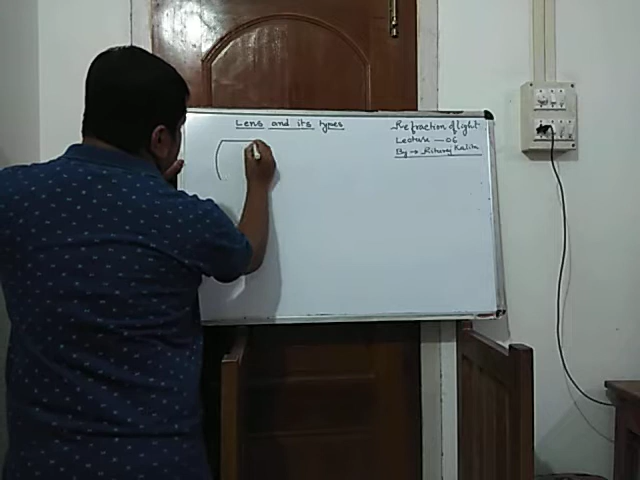 Lens and its types
Refraction of light
Lecture — 06
By → Rituraj Kalita